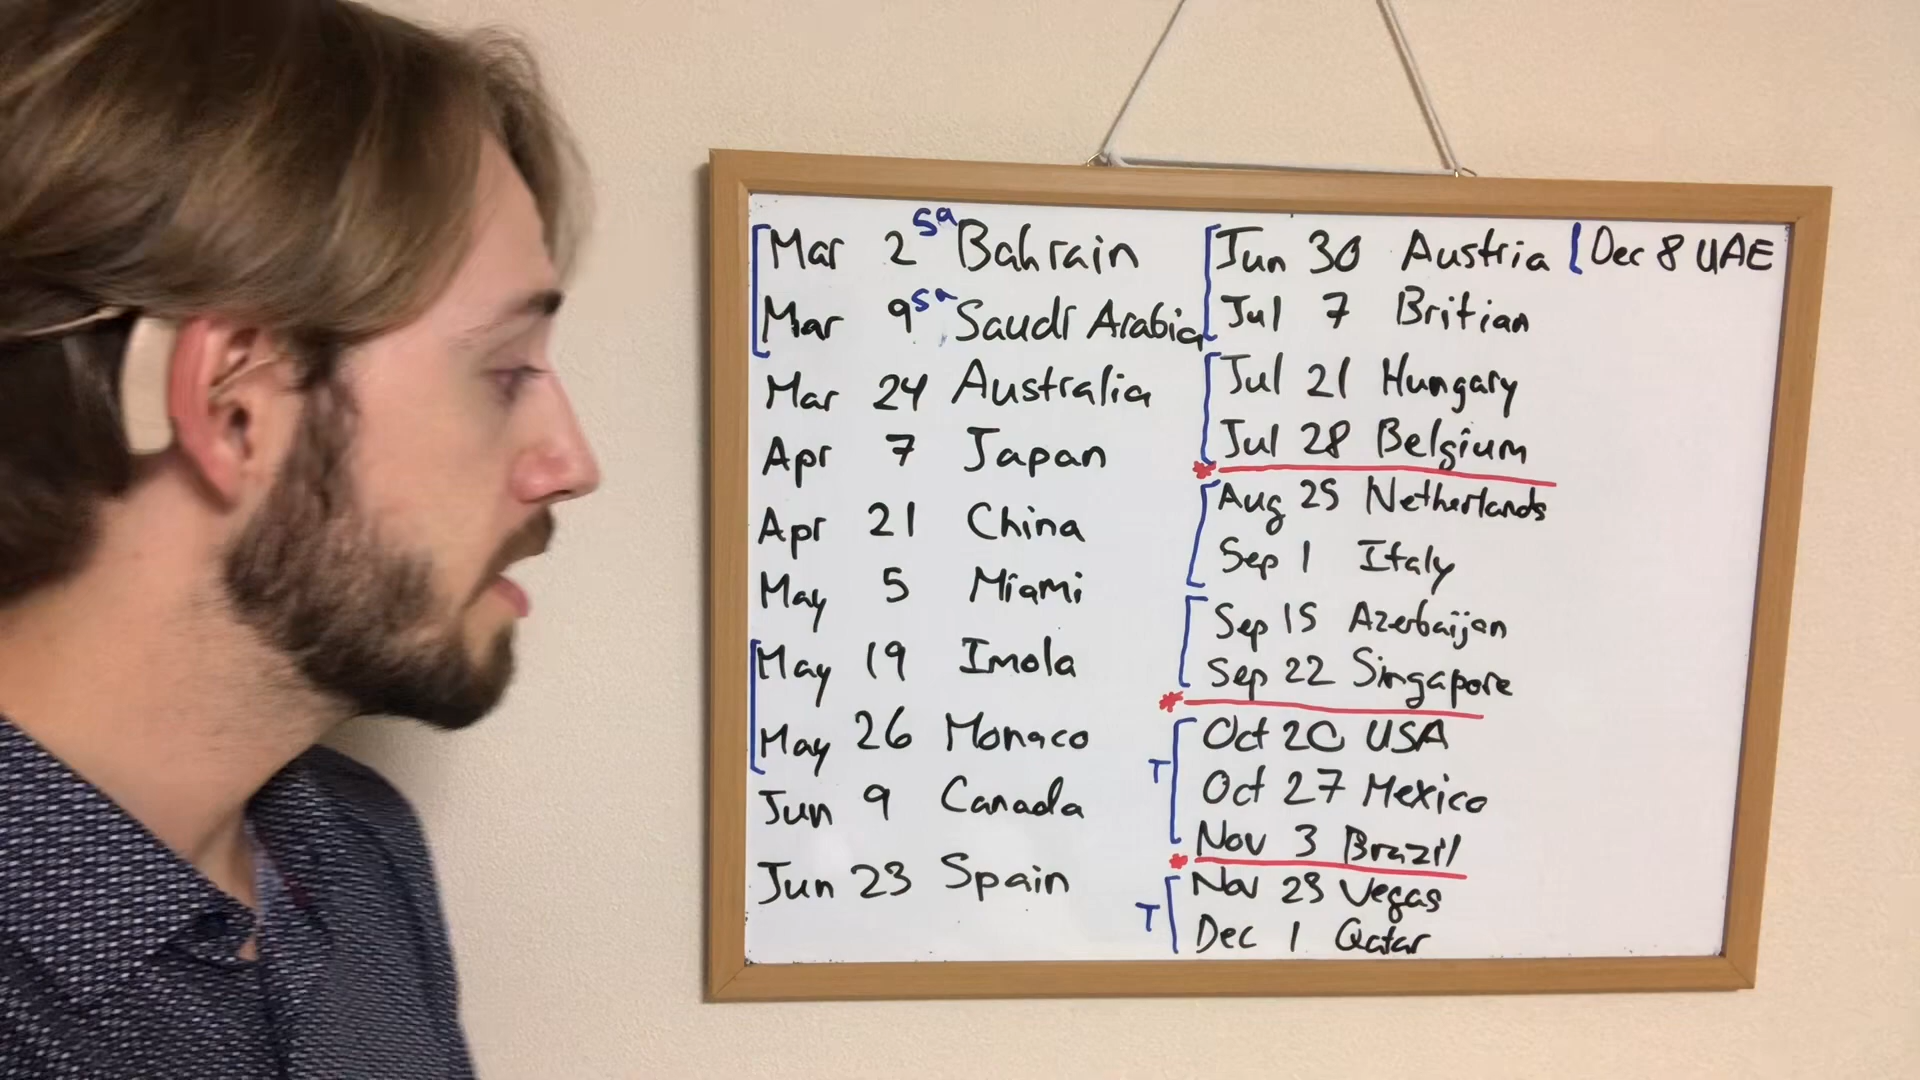 Mar 2 Sa Bahrain
Mar 9 Sa Saudi Arabia
Mar 24 Australia
Apr 7 Japan
Apr 21 China
May 5 Miami
May 19 Imola
May 26 Monaco
Jun 9 Canada
Jun 23 Spain
Jun 30 Austria
Jul 7 Britian
Jul 21 Hungary
Jul 28 Belgium
* Aug 25 Netherlands
Sep 1 Italy
Sep 15 Azerbaijan
Sep 22 Singapore
* Oct 20 USA
T Oct 27 Mexico
Nov 3 Brazil
* Nov 23 Vegas
T Dec 1 Qatar
Dec 8 UAE